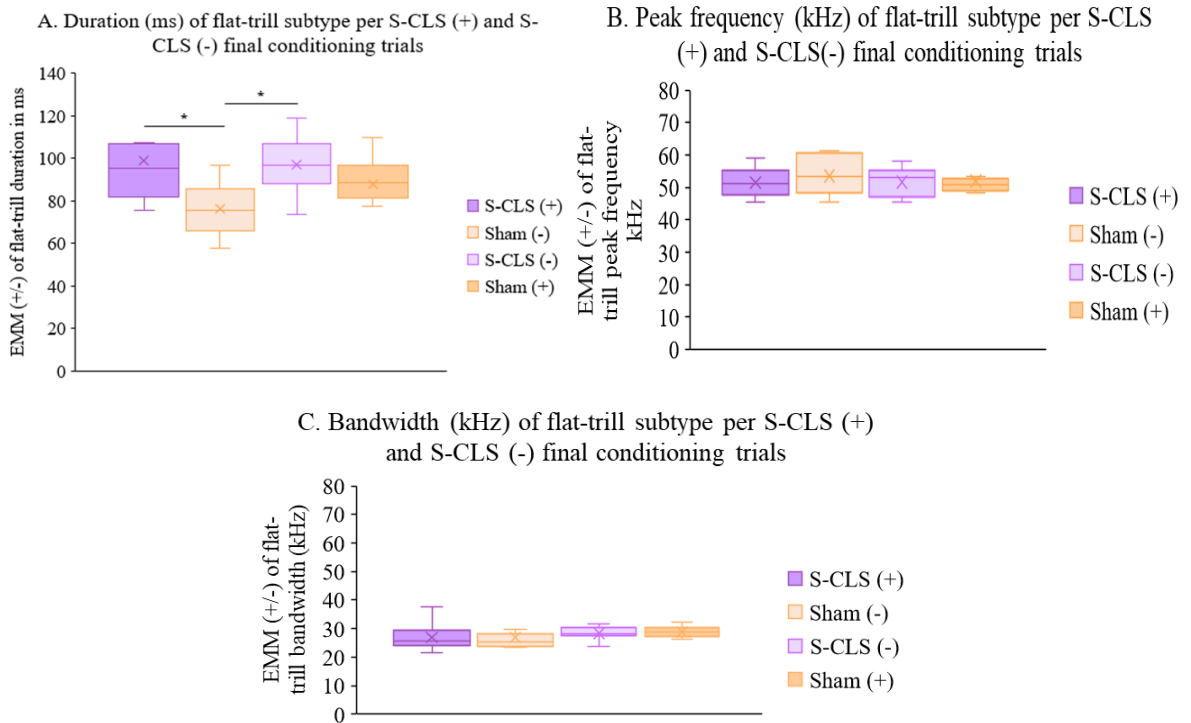 A. Duration (ms) of flat-trill subtype per S-CLS (+) and S-
CLS (-) final conditioning trials
EMM (+/-) of flat-trill duration in ms
140
120
100
80
60
40
20
0
*
*
S-CLS (+)
Sham (-)
S-CLS (-)
Sham (+)
B. Peak frequency (kHz) of flat-trill subtype per S-CLS
(+) and S-CLS(-) final conditioning trials
EMM (+/-) of flat-
trill peak frequency
kHz
80
70
60
50
40
30
20
10
0
S-CLS (+)
Sham (-)
S-CLS (-)
Sham (+)
C. Bandwidth (kHz) of flat-trill subtype per S-CLS (+)
and S-CLS (-) final conditioning trials
EMM (+/-) of flat-
trill bandwidth (kHz)
80
70
60
50
40
30
20
10
0
S-CLS (+)
Sham (-)
S-CLS (-)
Sham (+)